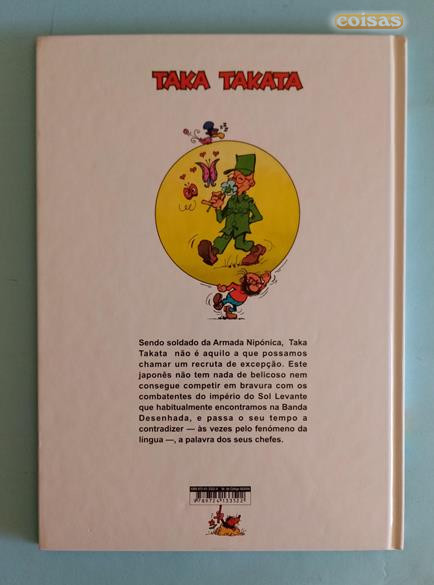 coisas
TAKA TAKATA
Sendo soldado da Armada Nipónica, Taka
Takata não é aquilo a que possamos
chamar um recruta de excepção. Este
japonês não tem nada de belicoso nem
consegue competir em bravura com os
combatentes do império do Sol Levante
que habitualmente encontramos na Banda
Desenhada, e passa o seu tempo a
contradizer — às vezes pelo fenómeno da
língua —, a palavra dos seus chefes.
9789724133522